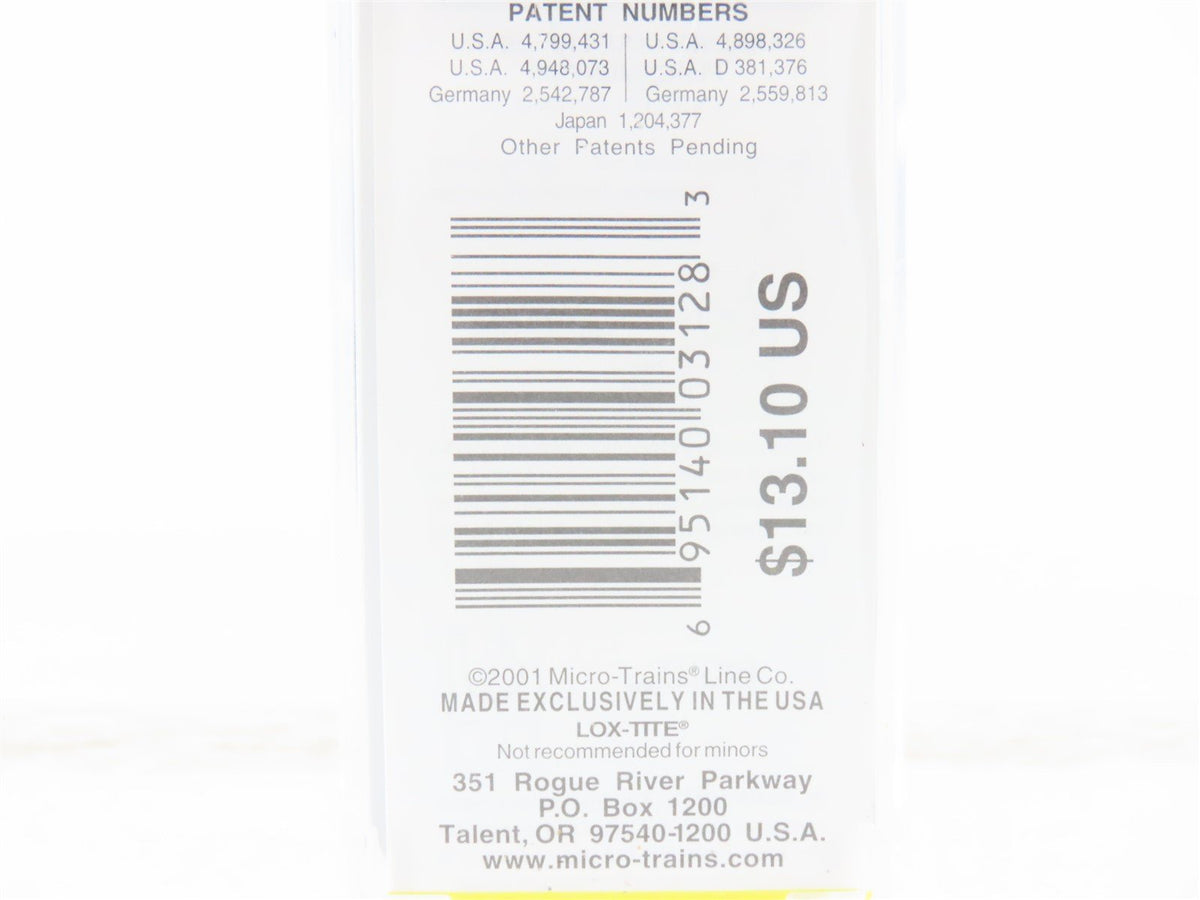 PATENT NUMBERS
U.S.A. 4,799,431 | U.S.A. 4,898,326
U.S.A. 4,948,073 | U.S.A. D 381,376
Germany 2,542,787 | Germany 2,559,813
Japan 1,204,377
Other Patents Pending
6 95140 03128 3
$13.10 US
©2001 Micro-Trains® Line Co.
MADE EXCLUSIVELY IN THE USA
LOX-TITE®
Not recommended for minors
351 Rogue River Parkway
P.O. Box 1200
Talent, OR 97540-1200 U.S.A.
www.micro-trains.com